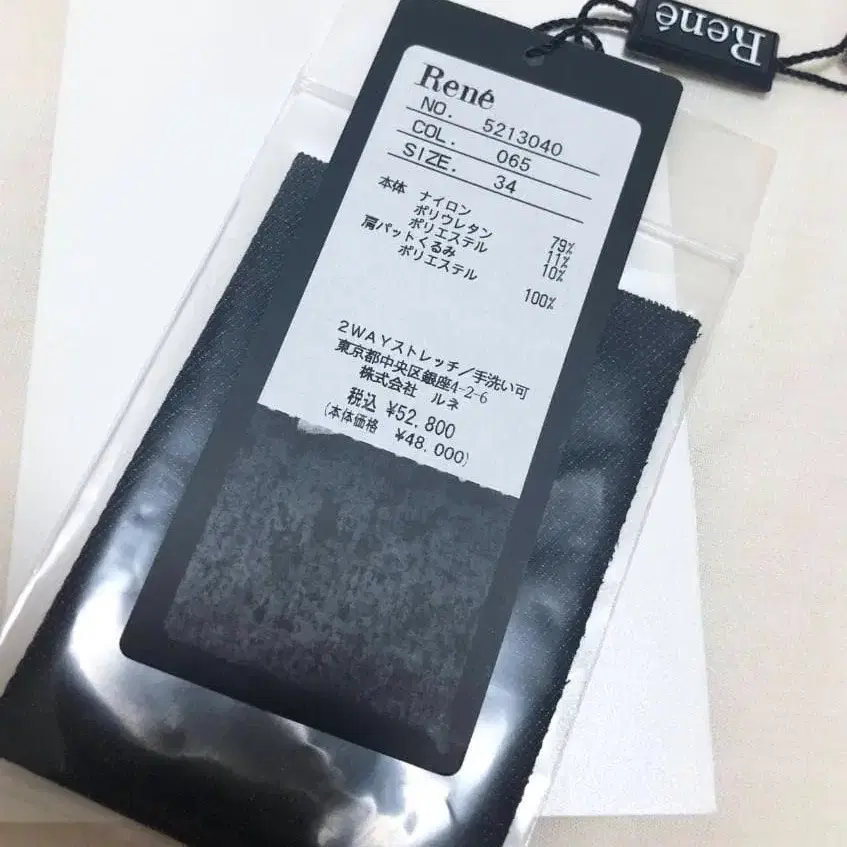 René
René
NO. 5213040
COL. 065
SIZE. 34
本体 ナイロン 79%
ポリウレタン 11%
ポリエステル 10%
肩パットくるみ
ポリエステル 100%
2WAYストレッチ/手洗い可
東京都中央区銀座4-2-6
株式会社 ルネ
税込 ¥52,800
(本体価格 ¥48,000)